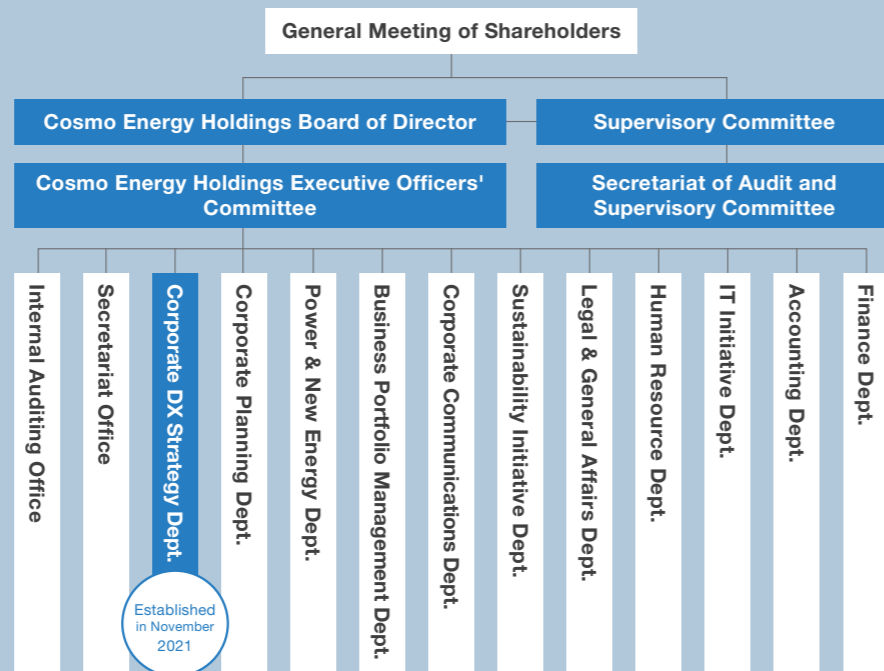 General Meeting of Shareholders
Cosmo Energy Holdings Board of Director
Supervisory Committee
Cosmo Energy Holdings Executive Officers'
Committee
Secretariat of Audit and
Supervisory Committee
Internal Auditing Office
Secretariat Office
Corporate DX Strategy Dept.
Established
in November
2021
Corporate Planning Dept.
Power & New Energy Dept.
Business Portfolio Management Dept.
Corporate Communications Dept.
Sustainability Initiative Dept.
Legal & General Affairs Dept.
Human Resource Dept.
IT Initiative Dept.
Accounting Dept.
Finance Dept.